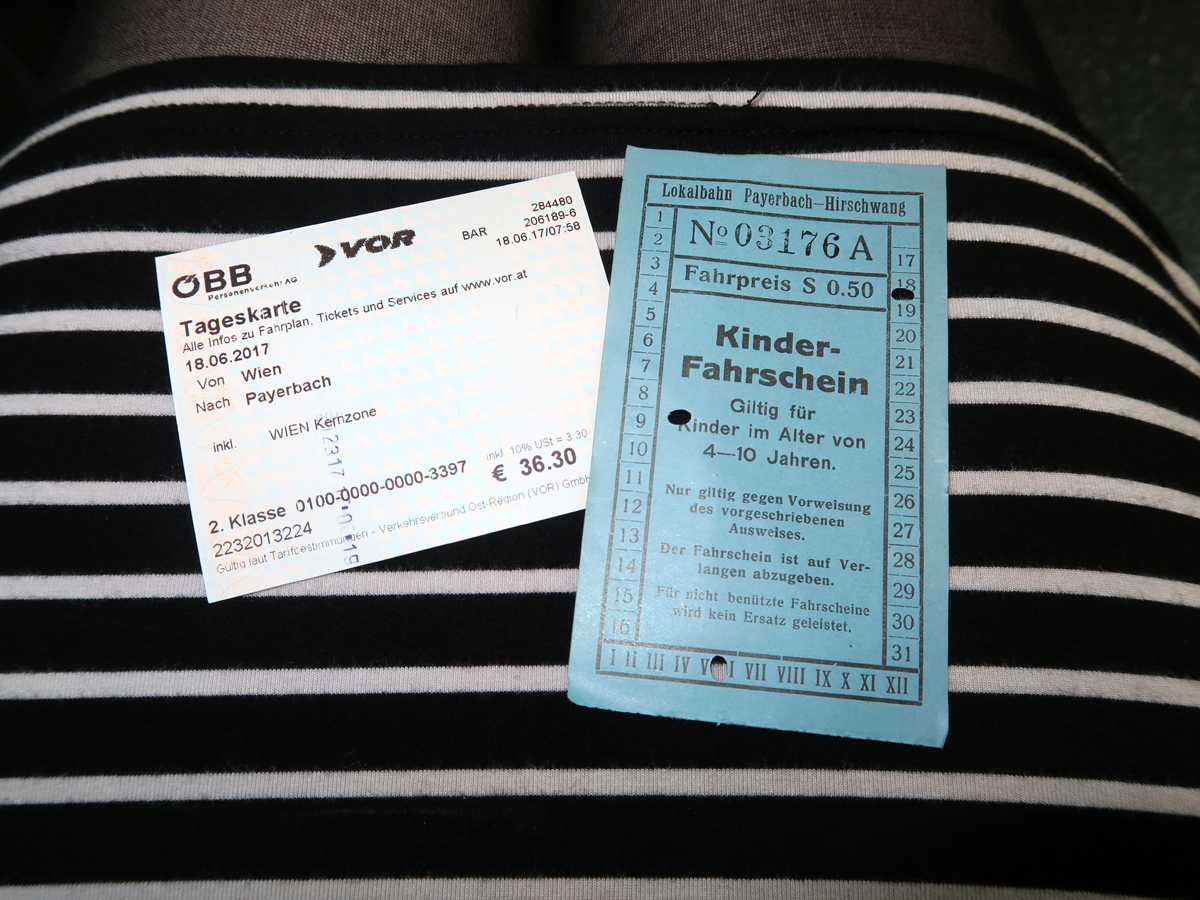 ÖBB
Personenverkehr AG
VOR
BAR
284480
206189-6
18.06.17/07:58
Tageskarte
Alle Infos zu Fahrplan, Tickets und Services auf www.vor.at
18.06.2017
Von Wien
Nach Payerbach
inkl. WIEN Kernzone
inkl. 10% USt = 3.30
2. Klasse 0100-0000-0000-3397 € 36.30
2232013224
Gültig laut Tarifbestimmungen - Verkehrsverbund Ost-Region (VOR) GmbH
Lokalbahn Payerbach—Hirschwang
No 03176 A
Fahrpreis S 0.50
Kinder-
Fahrschein
Giltig für
Kinder im Alter von
4—10 Jahren.
Nur giltig gegen Vorweisung
des vorgeschriebenen
Ausweises.
Der Fahrschein ist auf Ver-
langen abzugeben.
Für nicht benützte Fahrscheine
wird kein Ersatz geleistet.
1
2
3
4
5
6
7
8
9
10
11
12
13
14
15
16
17
18
19
20
21
22
23
24
25
26
27
28
29
30
31
I II III IV V I VII VIII IX X XI XII